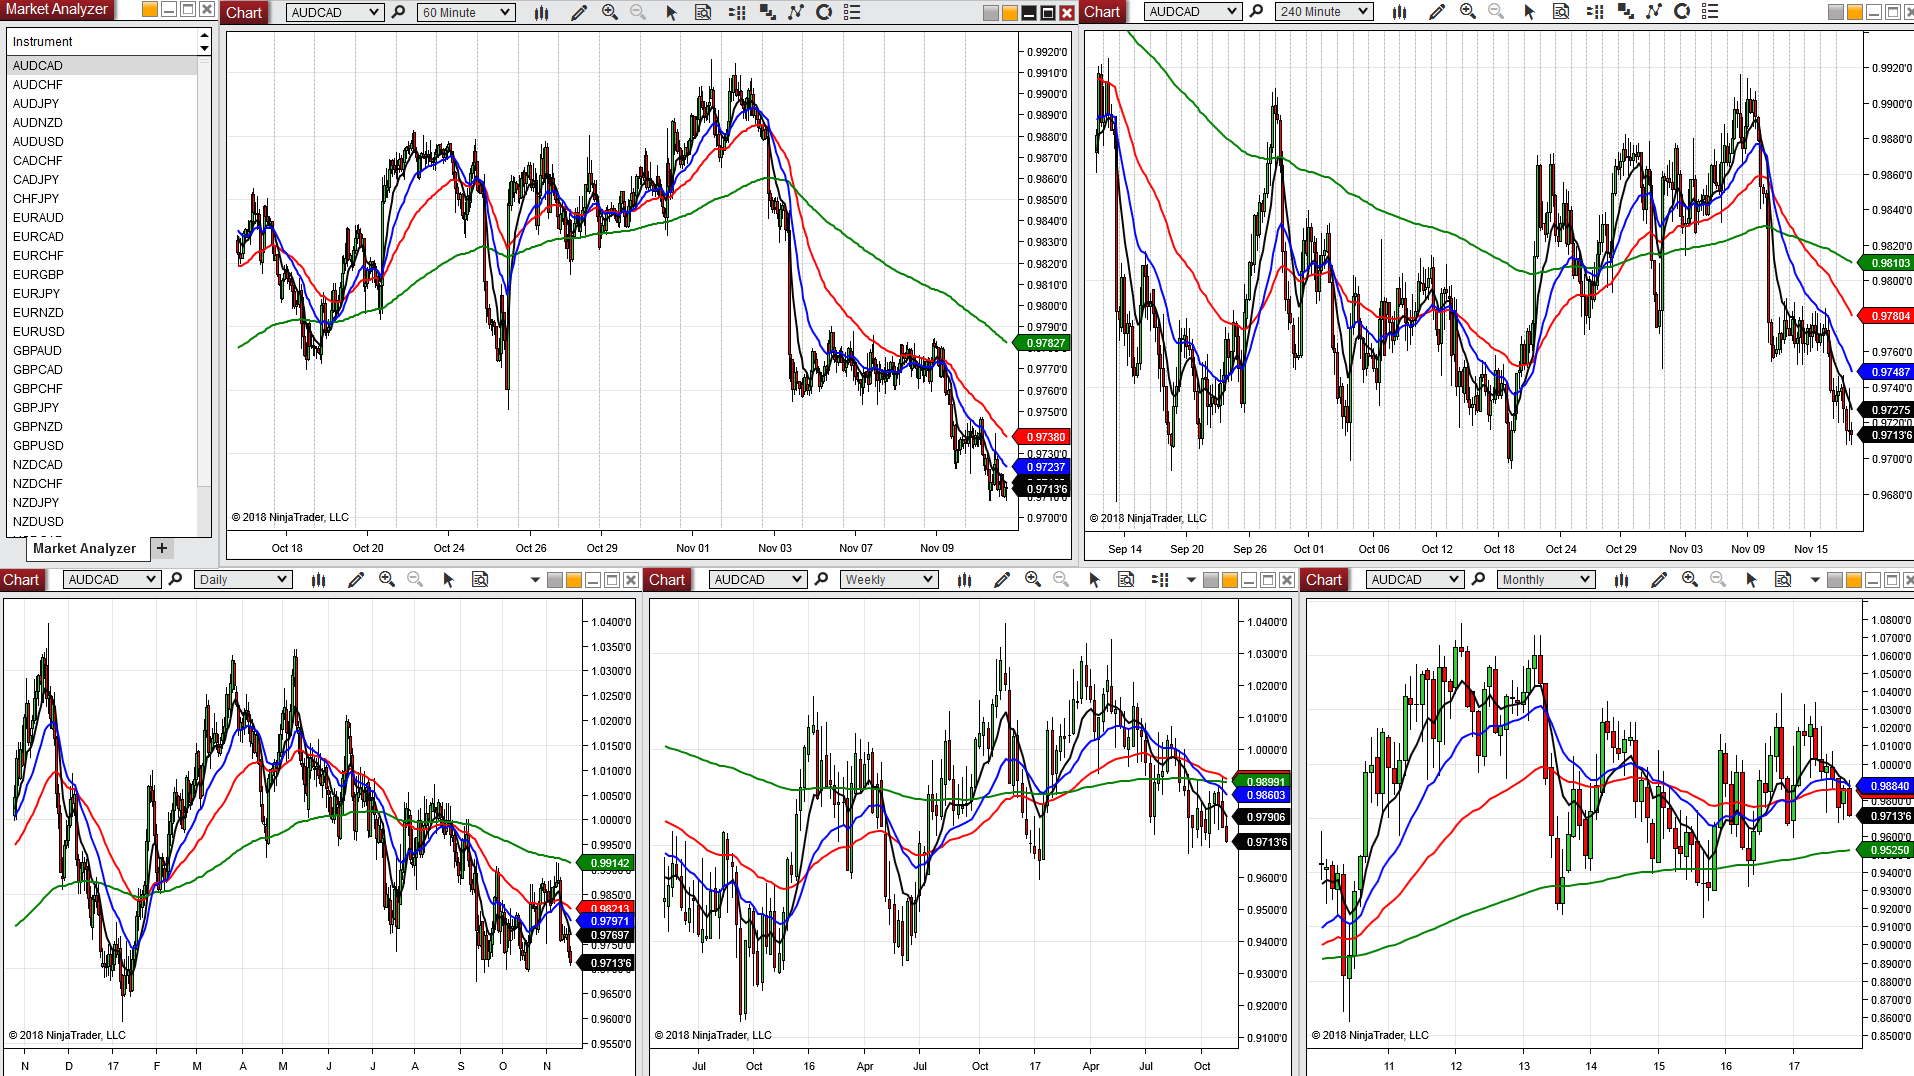 Market Analyzer
Instrument
AUDCAD
AUDCHF
AUDJPY
AUDNZD
AUDUSD
CADCHF
CADJPY
CHFJPY
EURAUD
EURCAD
EURCHF
EURGBP
EURJPY
EURNZD
EURUSD
GBPAUD
GBPCAD
GBPCHF
GBPJPY
GBPNZD
GBPUSD
NZDCAD
NZDCHF
NZDJPY
NZDUSD
Market Analyzer +
Chart AUDCAD 60 Minute
0.9920'0
0.9910'0
0.9900'0
0.9890'0
0.9880'0
0.9870'0
0.9860'0
0.9850'0
0.9840'0
0.9830'0
0.9820'0
0.9810'0
0.9800'0
0.9790'0
0.97827
0.9770'0
0.9760'0
0.9750'0
0.97380
0.9730'0
0.97237
0.9713'6
0.9700'0
© 2018 NinjaTrader, LLC
Oct 18 Oct 20 Oct 24 Oct 26 Oct 29 Nov 01 Nov 03 Nov 07 Nov 09
Chart AUDCAD 240 Minute
0.9920'0
0.9900'0
0.9880'0
0.9860'0
0.9840'0
0.9820'0
0.98103
0.9800'0
0.97804
0.9760'0
0.97487
0.9740'0
0.97275
0.9720'0
0.9713'6
0.9700'0
0.9680'0
© 2018 NinjaTrader, LLC
Sep 14 Sep 20 Sep 26 Oct 01 Oct 06 Oct 12 Oct 18 Oct 24 Oct 29 Nov 03 Nov 09 Nov 15
Chart AUDCAD Daily
1.0400'0
1.0350'0
1.0300'0
1.0250'0
1.0200'0
1.0150'0
1.0100'0
1.0050'0
1.0000'0
0.9950'0
0.99142
0.9850'0
0.98213
0.97971
0.97697
0.9750'0
0.9713'6
0.9650'0
0.9600'0
0.9550'0
© 2018 NinjaTrader, LLC
N D 17 F M A M J J A S O N
Chart AUDCAD Weekly
1.0400'0
1.0300'0
1.0200'0
1.0100'0
1.0000'0
0.98991
0.98603
0.97906
0.9713'6
0.9600'0
0.9500'0
0.9400'0
0.9300'0
0.9200'0
0.9100'0
© 2018 NinjaTrader, LLC
Jul Oct 16 Apr Jul Oct 17 Apr Jul Oct
Chart AUDCAD Monthly
1.0800'0
1.0700'0
1.0600'0
1.0500'0
1.0400'0
1.0300'0
1.0200'0
1.0100'0
1.0000'0
0.98840
0.9800'0
0.9713'6
0.9600'0
0.95250
0.9400'0
0.9300'0
0.9200'0
0.9100'0
0.9000'0
0.8900'0
0.8800'0
0.8700'0
0.8600'0
0.8500'0
© 2018 NinjaTrader, LLC
11 12 13 14 15 16 17